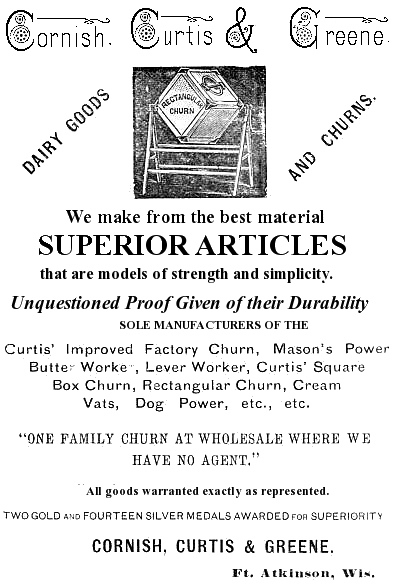 Cornish. Curtis & Greene.
DAIRY GOODS
RECTANGULAR
CHURN
AND CHURNS.
We make from the best material
SUPERIOR ARTICLES
that are models of strength and simplicity.
Unquestioned Proof Given of their Durability
SOLE MANUFACTURERS OF THE
Curtis' Improved Factory Churn, Mason's Power
Butter Worker, Lever Worker, Curtis' Square
Box Churn, Rectangular Churn, Cream
Vats, Dog Power, etc., etc.
"ONE FAMILY CHURN AT WHOLESALE WHERE WE
HAVE NO AGENT."
All goods warranted exactly as represented.
TWO GOLD AND FOURTEEN SILVER MEDALS AWARDED FOR SUPERIORITY
CORNISH, CURTIS & GREENE.
Ft. Atkinson, Wis.